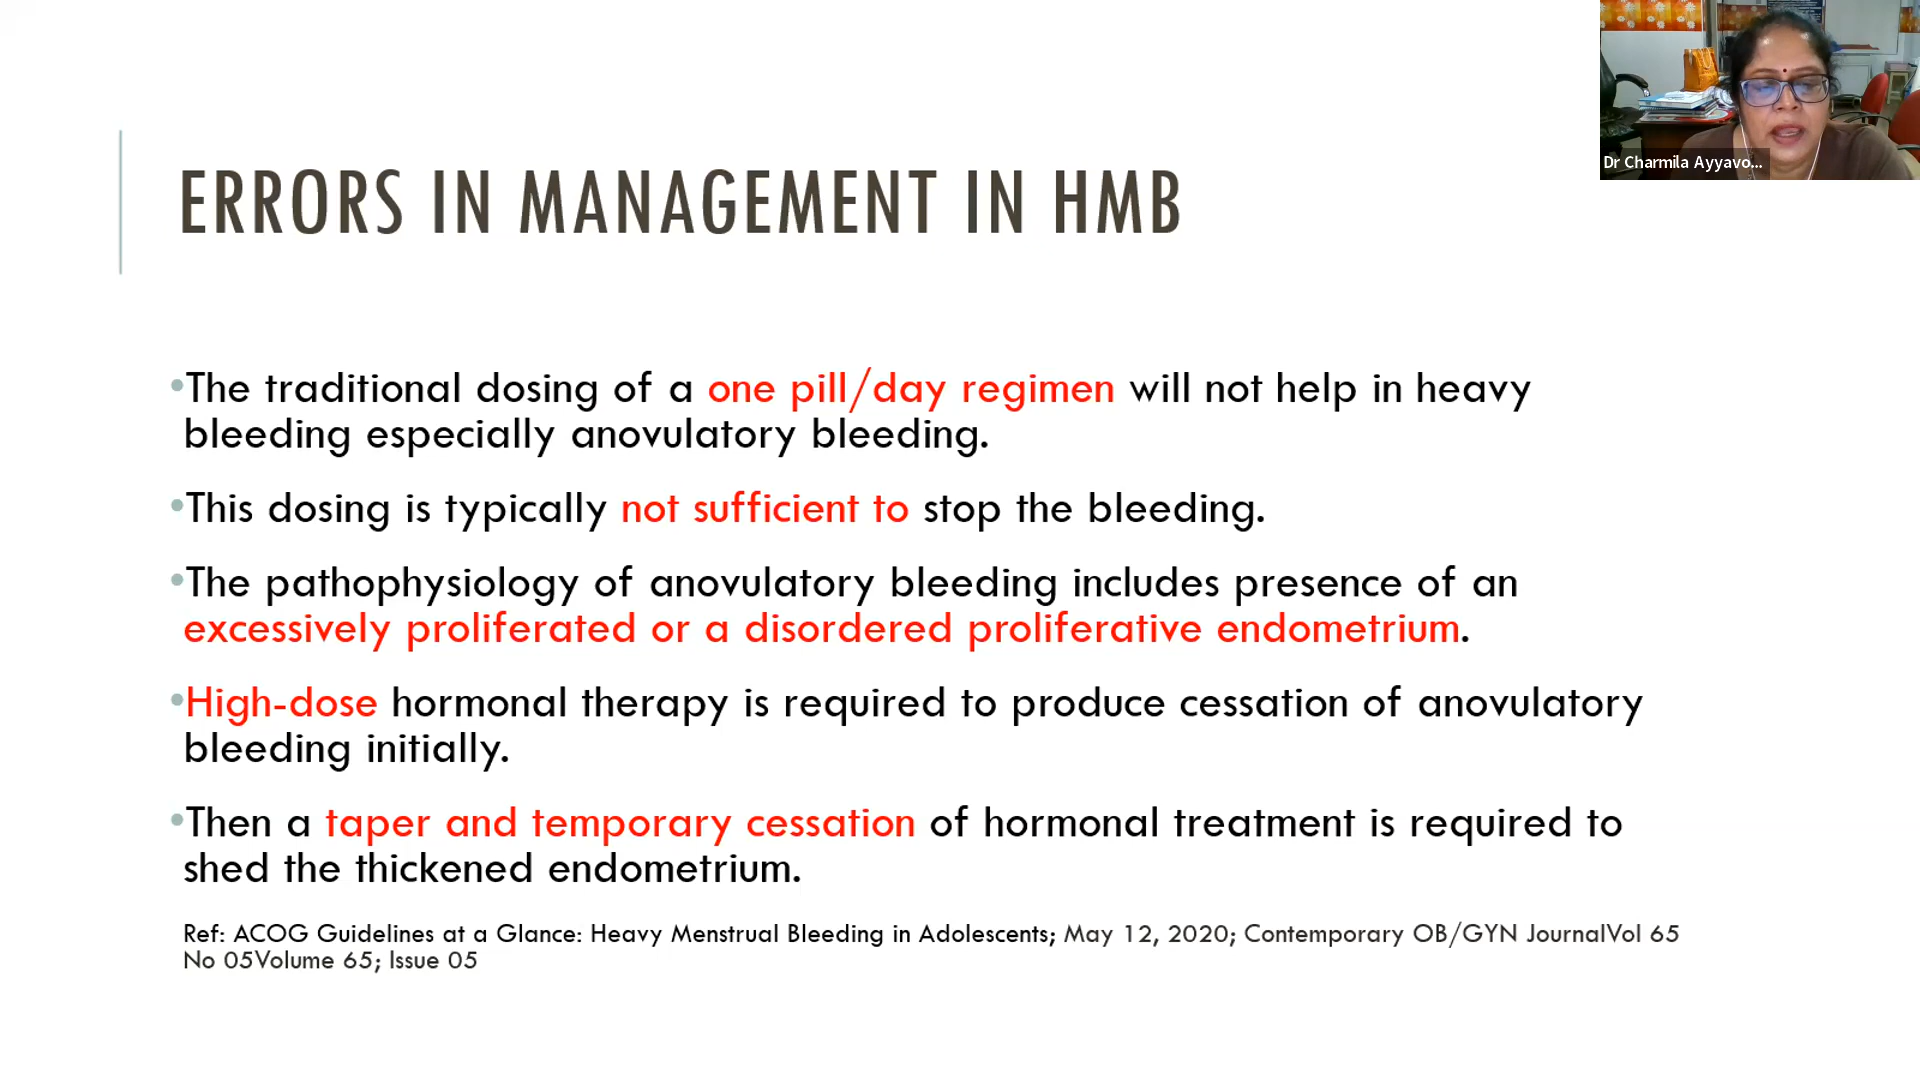 Dr Charmila Ayyavo...
ERRORS IN MANAGEMENT IN HMB
•The traditional dosing of a one pill/day regimen will not help in heavy
bleeding especially anovulatory bleeding.
•This dosing is typically not sufficient to stop the bleeding.
•The pathophysiology of anovulatory bleeding includes presence of an
excessively proliferated or a disordered proliferative endometrium.
•High-dose hormonal therapy is required to produce cessation of anovulatory
bleeding initially.
•Then a taper and temporary cessation of hormonal treatment is required to
shed the thickened endometrium.
Ref: ACOG Guidelines at a Glance: Heavy Menstrual Bleeding in Adolescents; May 12, 2020; Contemporary OB/GYN JournalVol 65
No 05Volume 65; Issue 05